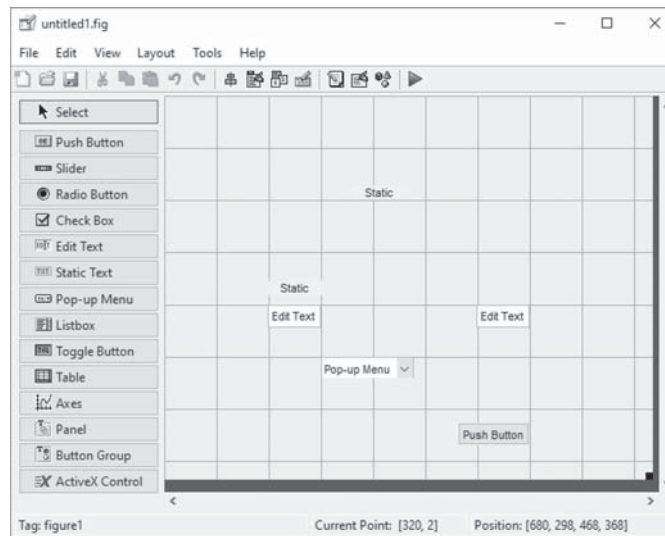 untitled1.fig
File Edit View Layout Tools Help
Select
Push Button
Slider
Radio Button
Check Box
Edit Text
Static Text
Pop-up Menu
Listbox
Toggle Button
Table
Axes
Panel
Button Group
ActiveX Control
Static
Static
Edit Text Edit Text
Pop-up Menu
Push Button
Tag: figure1 Current Point: [320, 2] Position: [680, 298, 468, 368]